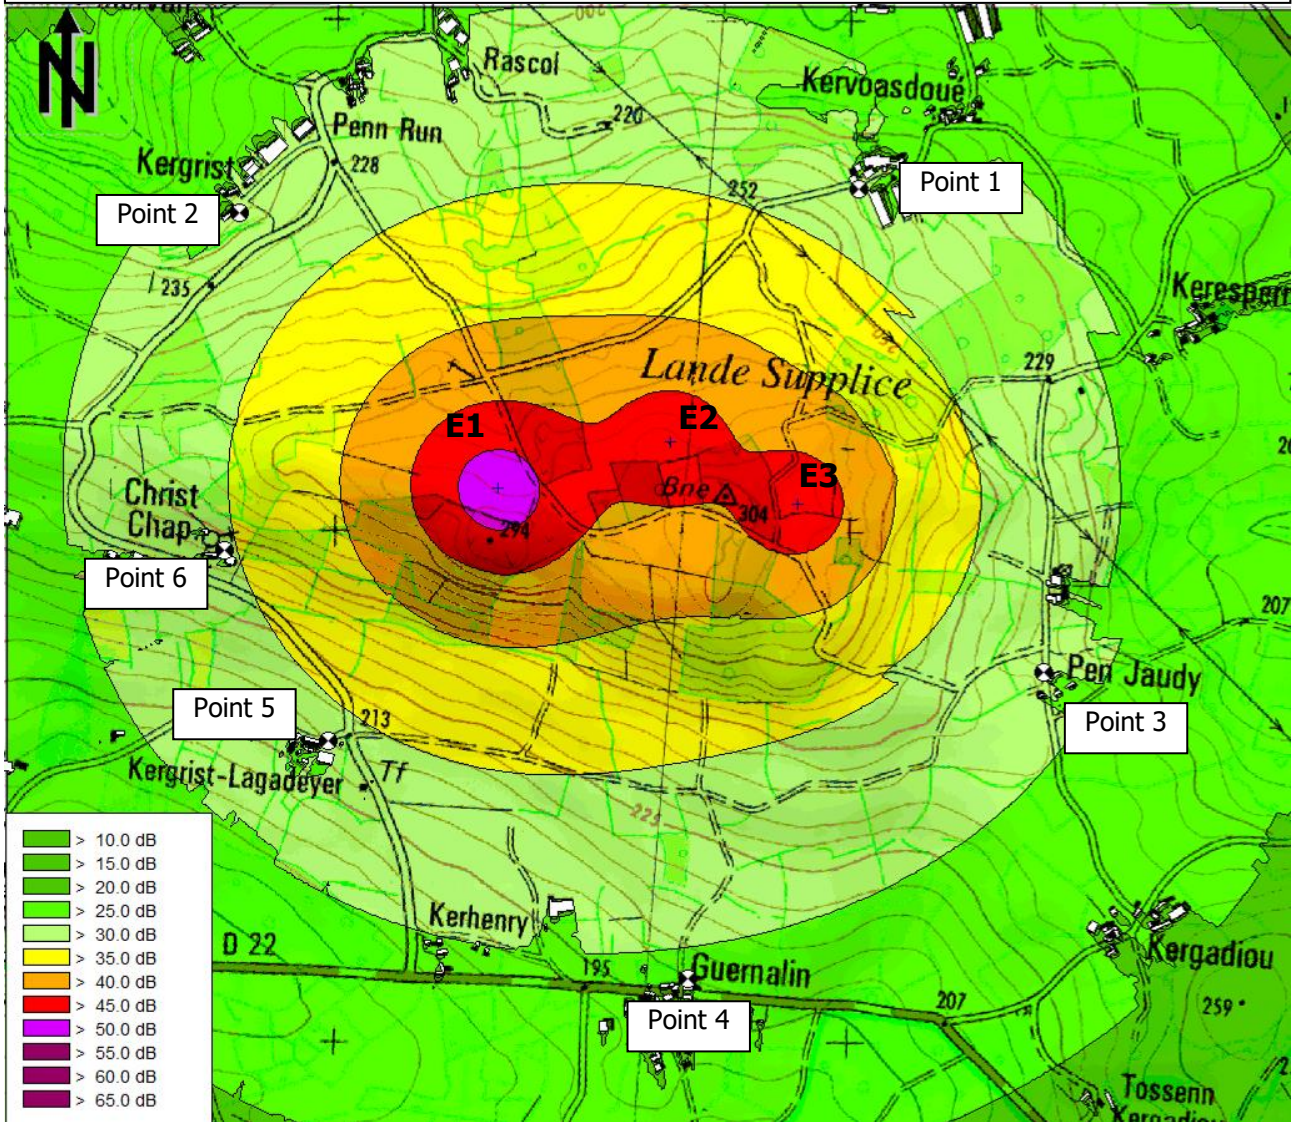 N
200
Rascol
Kervoasdoué
220
Penn Run
Kergrist
228
Point 1
252
Point 2
235
Keresperr
229
Lande Supplice
E1
E2
E3
Bne
304
294
Christ
Chap
Point 6
207
Pen Jaudy
Point 3
Point 5
213
Kergrist-Lagadeyer
Tf
225
> 10.0 dB
> 15.0 dB
> 20.0 dB
> 25.0 dB
> 30.0 dB
> 35.0 dB
> 40.0 dB
> 45.0 dB
> 50.0 dB
> 55.0 dB
> 60.0 dB
> 65.0 dB
Kerhenry
D 22
195
Guernalin
Point 4
207
Kergadiou
259
Tossenn
Kergadiou